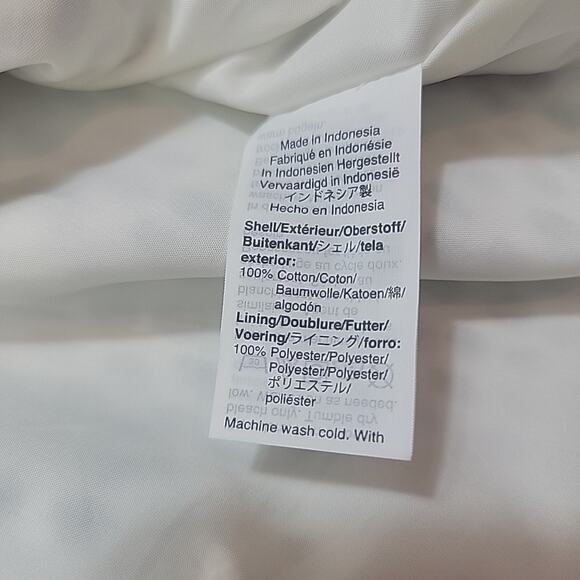 Made in Indonesia
Fabriqué en Indonésie
In Indonesien Hergestellt
Vervaardigd in Indonesië
インドネシア製
Hecho en Indonesia
Shell/Extérieur/Oberstoff/
Buitenkant/シェル/tela
exterior:
100% Cotton/Coton/
Baumwolle/Katoen/綿/
algodón
Lining/Doublure/Futter/
Voering/ライニング/forro:
100% Polyester/Polyester/
Polyester/Polyester/
ポリエステル/
poliéster
Machine wash cold. With